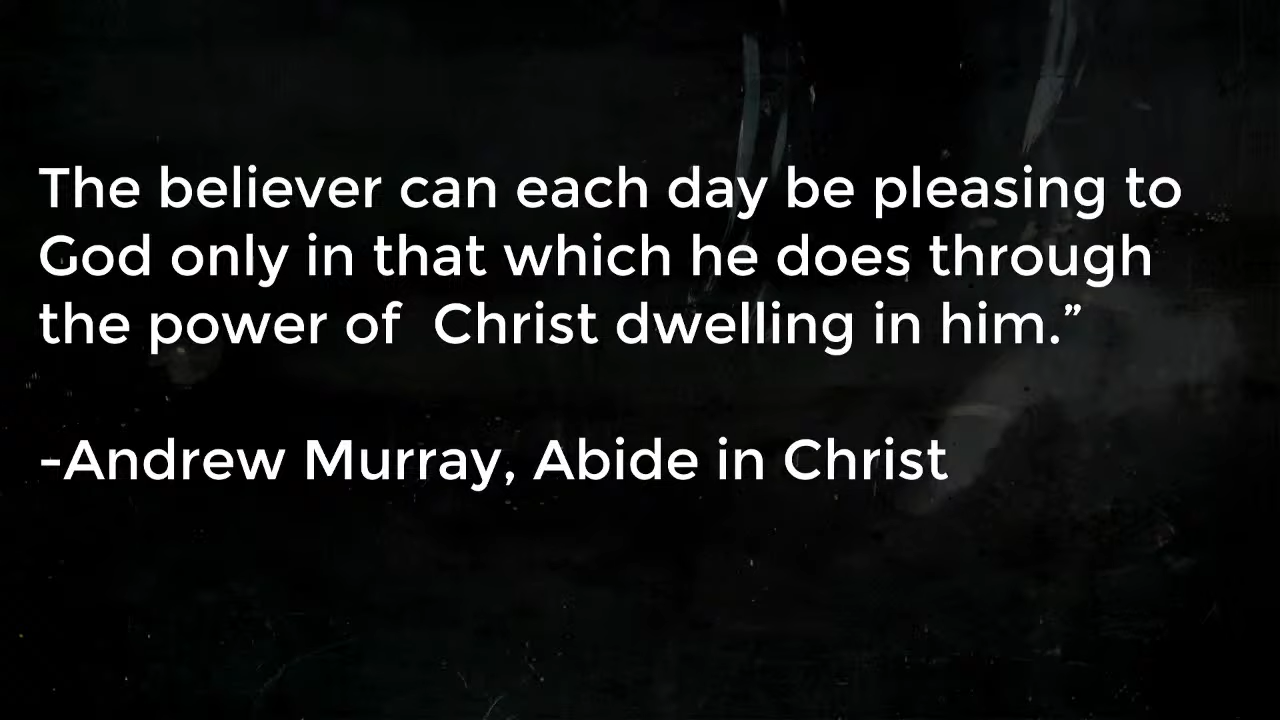 The believer can each day be pleasing to
God only in that which he does through
the power of  Christ dwelling in him.”
-Andrew Murray, Abide in Christ